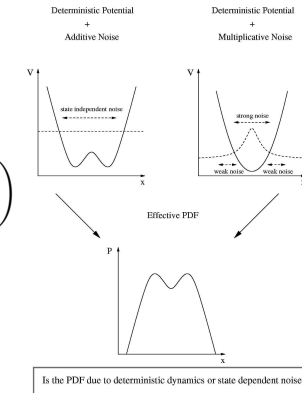 Deterministic Potential
+
Additive Noise
Deterministic Potential
+
Multiplicative Noise
V
state independent noise
x
V
strong noise
weak noise
weak noise
Effective PDF
P
x
Is the PDF due to deterministic dynamics or state dependent noise